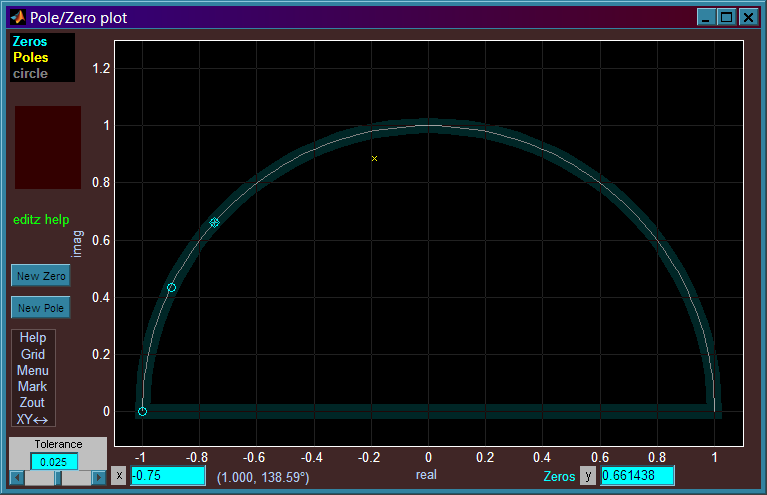 Pole/Zero plot
Zeros
Poles
circle
editz help
New Zero
New Pole
Help
Grid
Menu
Mark
Zout
XY↔
Tolerance
0.025
imag
1.2
1
0.8
0.6
0.4
0.2
0
-1 -0.8 -0.6 -0.4 -0.2 0 0.2 0.4 0.6 0.8 1
x -0.75 (1.000, 138.59°) real Zeros y 0.661438